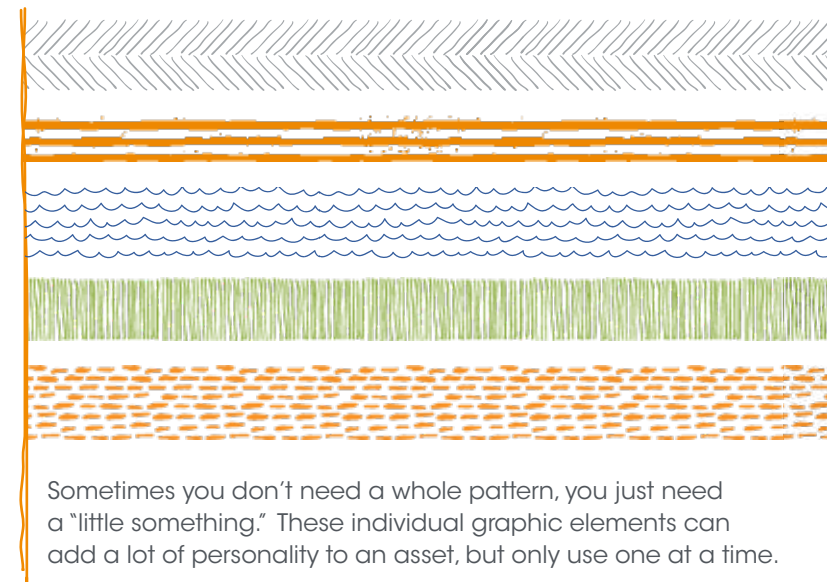 Sometimes you don’t need a whole pattern, you just need
a “little something.” These individual graphic elements can
add a lot of personality to an asset, but only use one at a time.